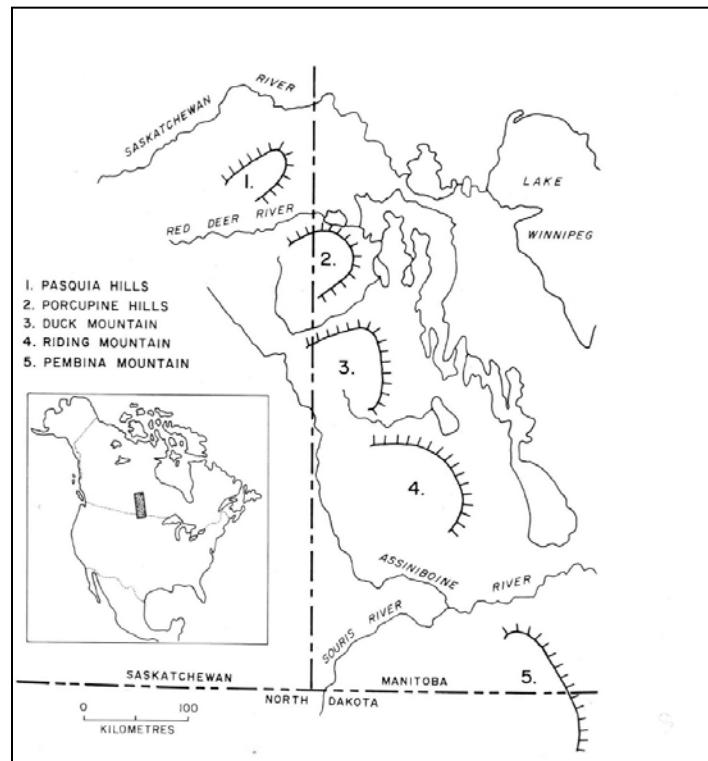 SASKATCHEWAN RIVER
1.
RED DEER RIVER
LAKE
WINNIPEG
2.
1. PASQUIA HILLS
2. PORCUPINE HILLS
3. DUCK MOUNTAIN
4. RIDING MOUNTAIN
5. PEMBINA MOUNTAIN
3.
4.
ASSINIBOINE RIVER
SOURIS RIVER
SASKATCHEWAN
MANITOBA
5.
NORTH DAKOTA
0 100
KILOMETRES